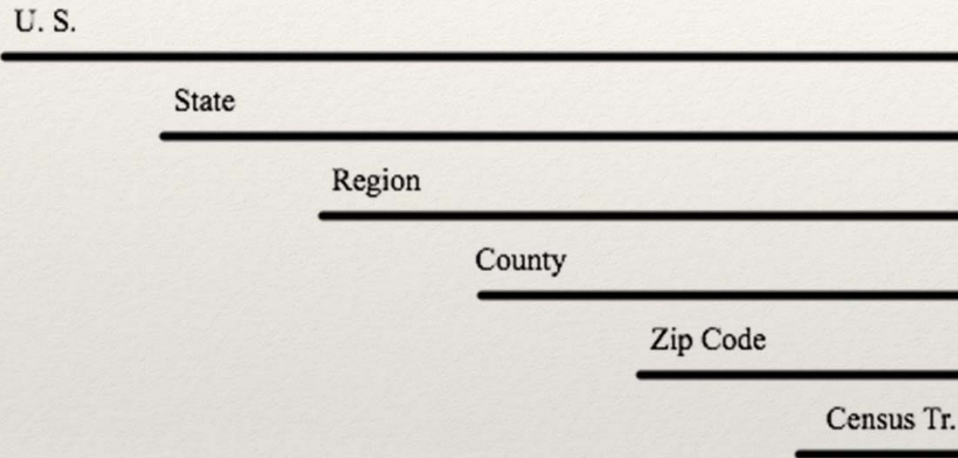 U. S.
State
Region
County
Zip Code
Census Tr.